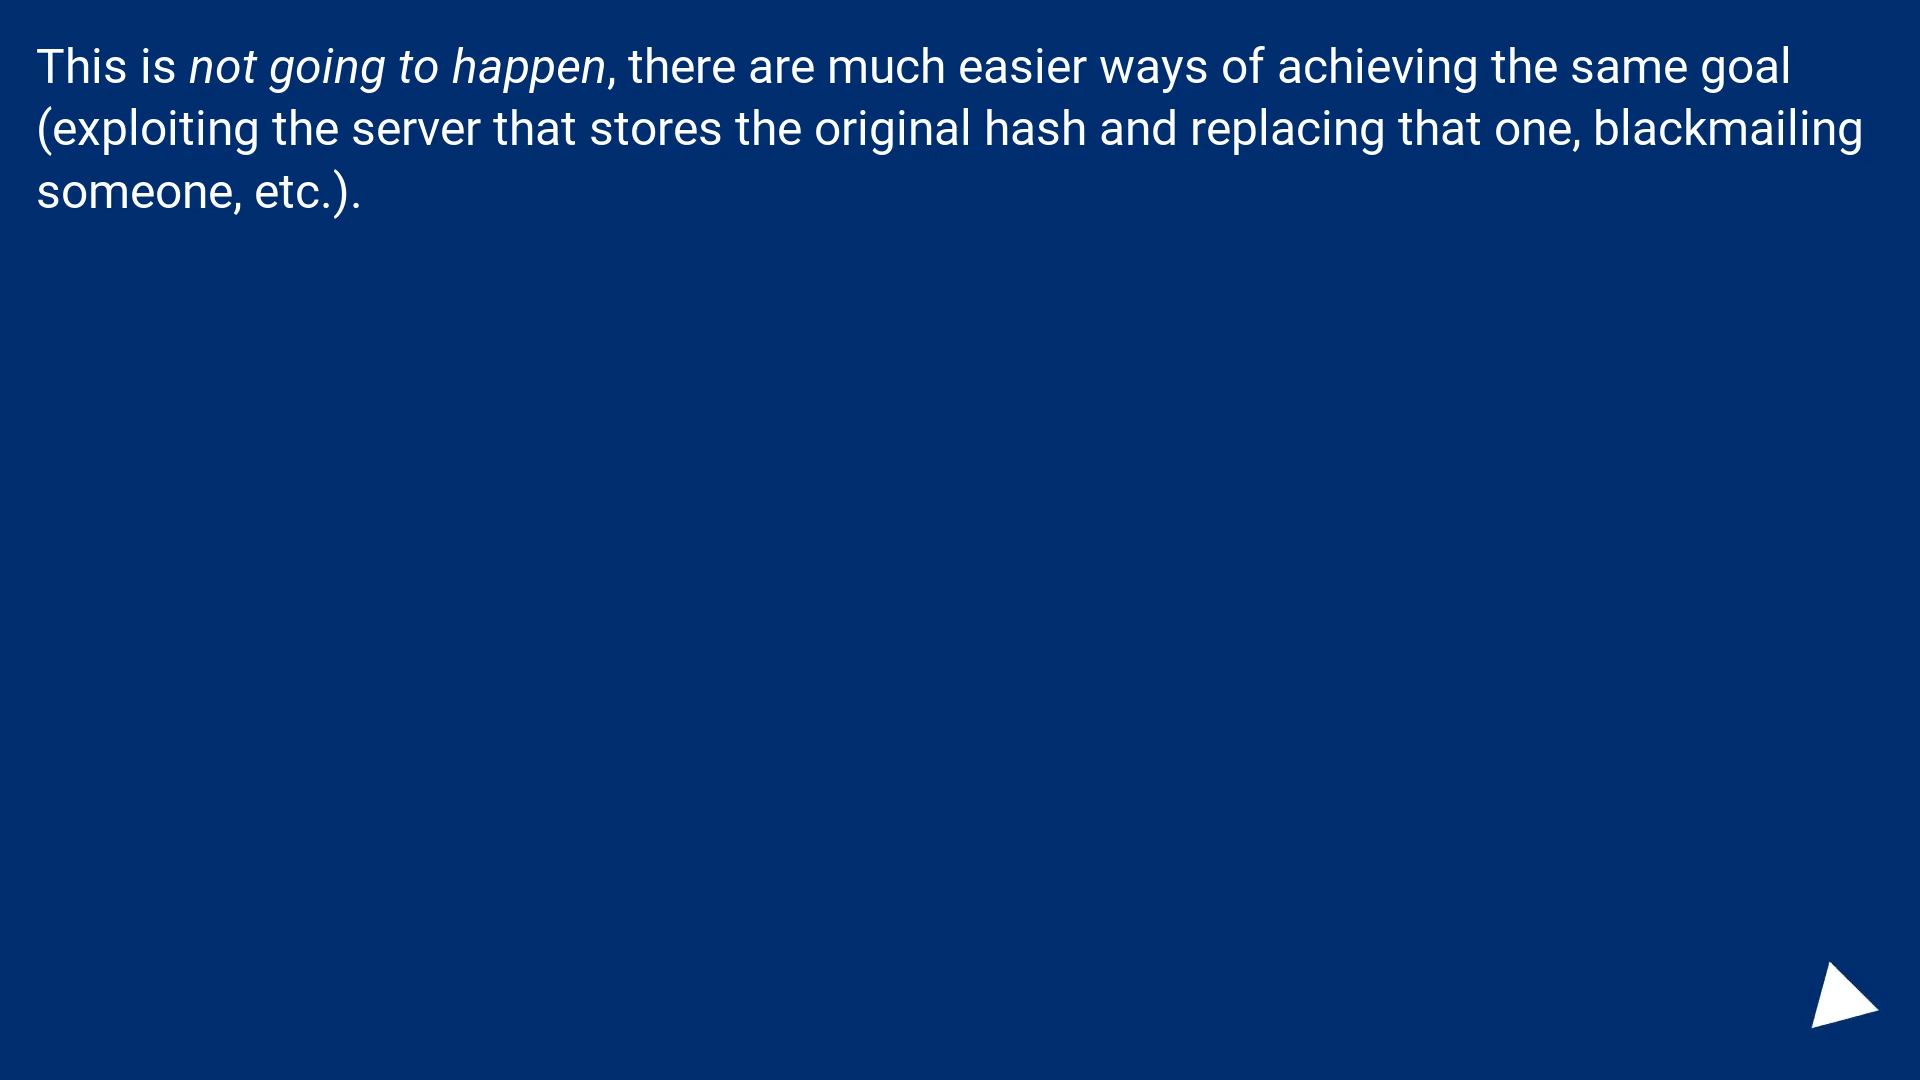 This is not going to happen, there are much easier ways of achieving the same goal
(exploiting the server that stores the original hash and replacing that one, blackmailing
someone, etc.).